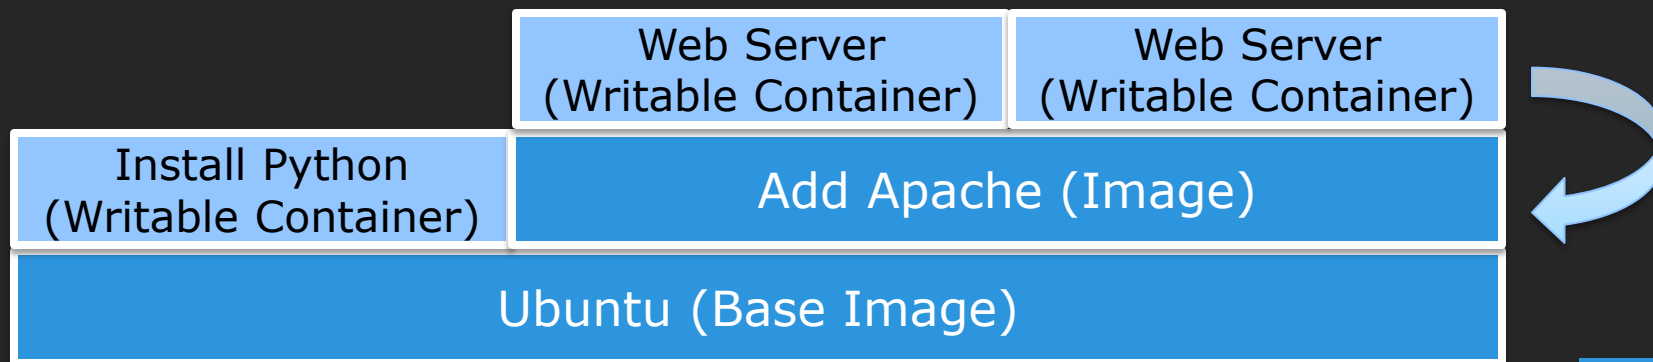 Web Server
(Writable Container)
Web Server
(Writable Container)
Install Python
(Writable Container)
Add Apache (Image)
Ubuntu (Base Image)